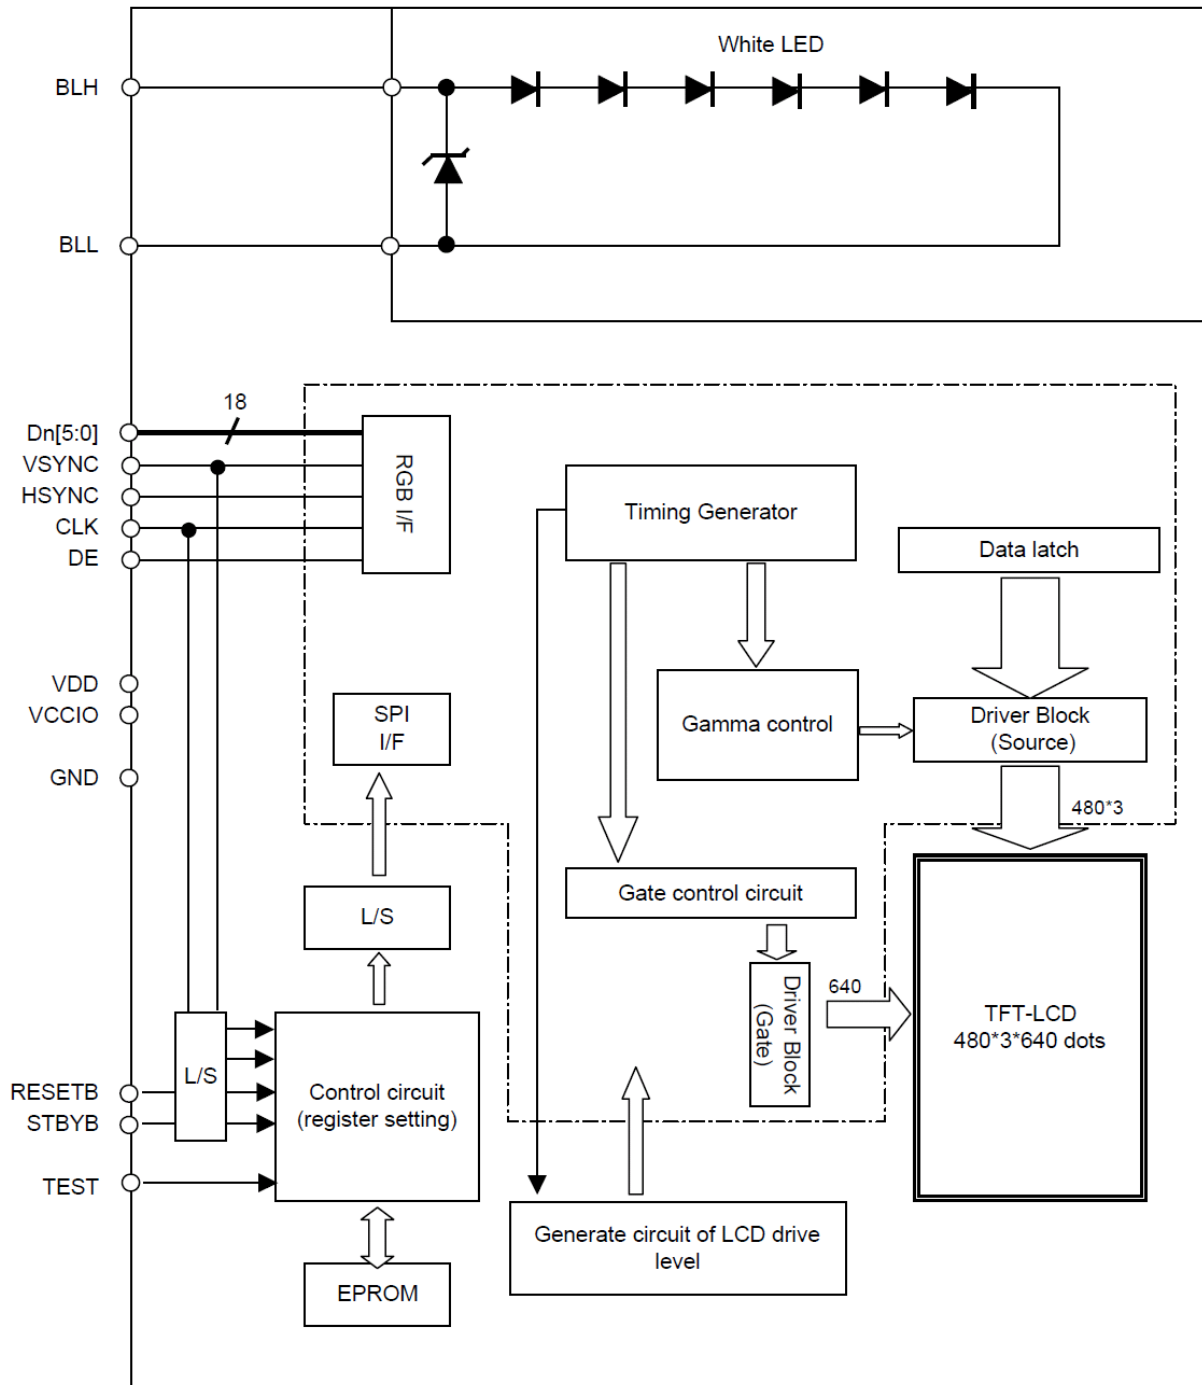 White LED
BLH
BLL
18
Dn[5:0]
VSYNC
HSYNC
CLK
DE
RGB I/F
Timing Generator
Data latch
VDD
VCCIO
GND
SPI
I/F
Gamma control
Driver Block
(Source)
480*3
L/S
Gate control circuit
Driver Block
(Gate)
640
TFT-LCD
480*3*640 dots
L/S
RESETB
STBYB
TEST
Control circuit
(register setting)
Generate circuit of LCD drive
level
EPROM